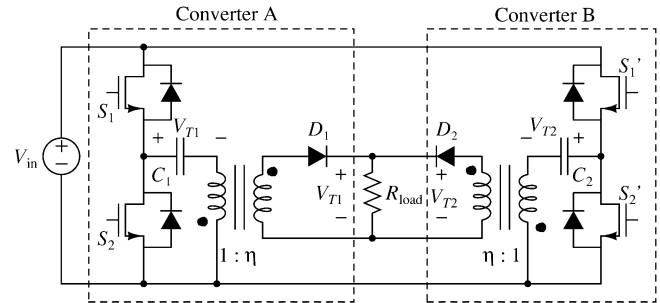 Converter A
Converter B
S1
S1'
+ VT1 −
− VT2 +
D1
D2
Vin
+
−
C1
+
VT1
−
Rload
+
VT2
−
C2
S2
S2'
1 : η
η : 1